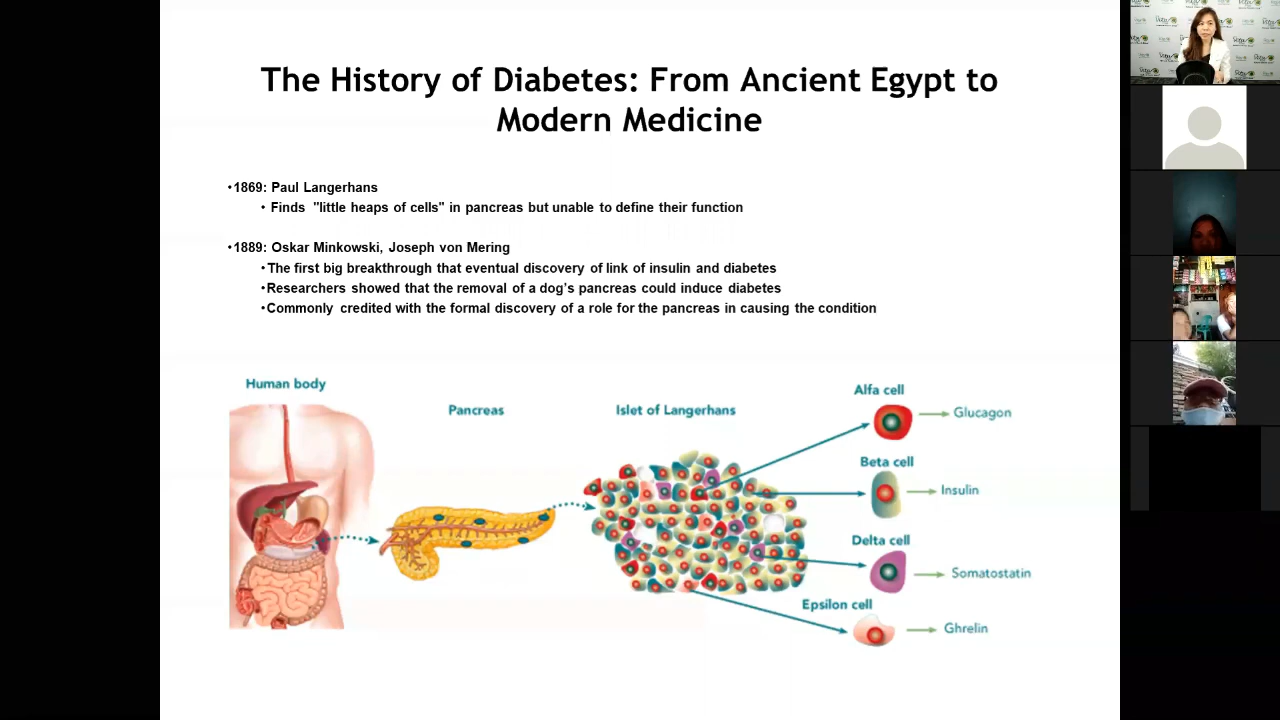 The History of Diabetes: From Ancient Egypt to
Modern Medicine
•1869: Paul Langerhans
• Finds "little heaps of cells" in pancreas but unable to define their function
•1889: Oskar Minkowski, Joseph von Mering
•The first big breakthrough that eventual discovery of link of insulin and diabetes
•Researchers showed that the removal of a dog's pancreas could induce diabetes
•Commonly credited with the formal discovery of a role for the pancreas in causing the condition
Human body
Pancreas
Islet of Langerhans
Alfa cell
Glucagon
Beta cell
Insulin
Delta cell
Somatostatin
Epsilon cell
Ghrelin